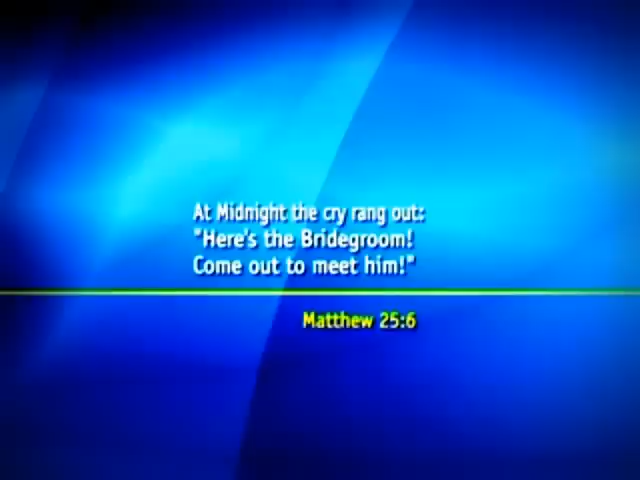 At Midnight the cry rang out:
"Here's the Bridegroom!
Come out to meet him!"
Matthew 25:6